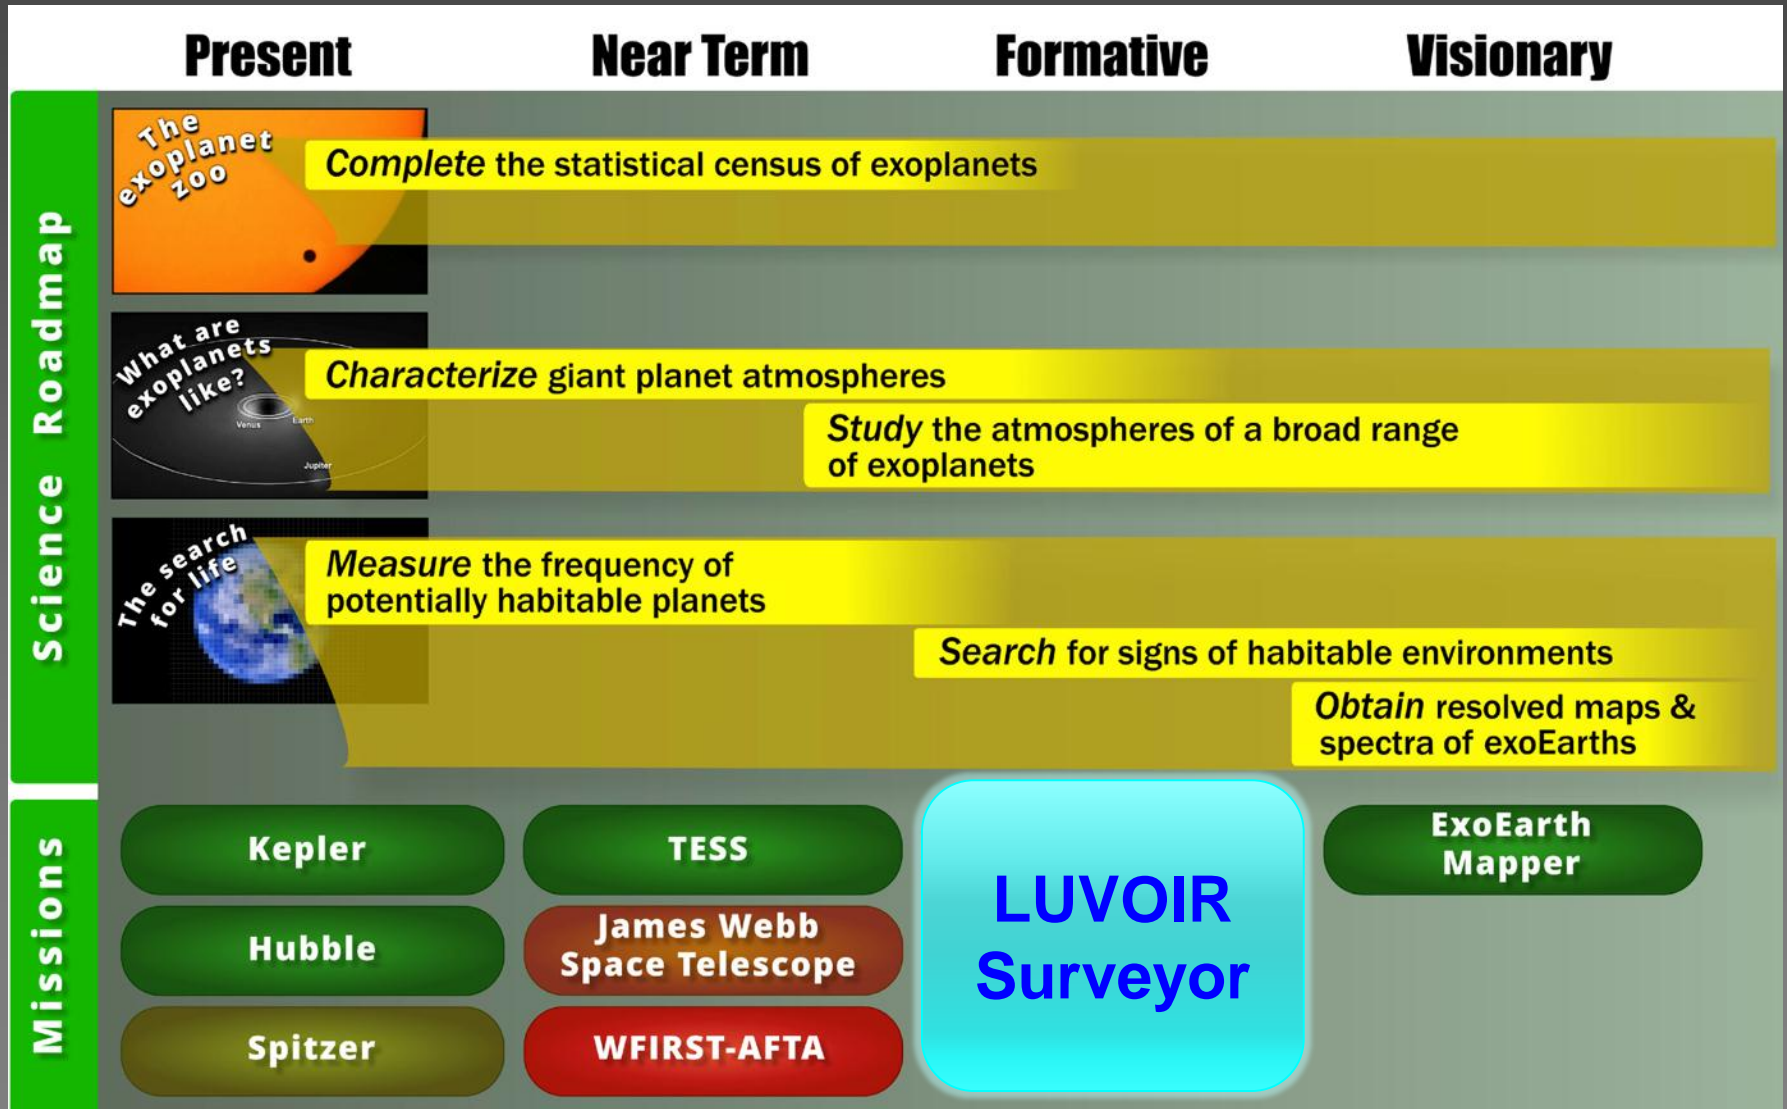 Present
Near Term
Formative
Visionary
Science Roadmap
The
exoplanet
zoo
Complete the statistical census of exoplanets
What are
exoplanets
like?
Venus
Earth
Jupiter
Characterize giant planet atmospheres
Study the atmospheres of a broad range
of exoplanets
The search
for life
Measure the frequency of
potentially habitable planets
Search for signs of habitable environments
Obtain resolved maps &
spectra of exoEarths
Missions
Kepler
TESS
LUVOIR
Surveyor
ExoEarth
Mapper
Hubble
James Webb
Space Telescope
Spitzer
WFIRST-AFTA